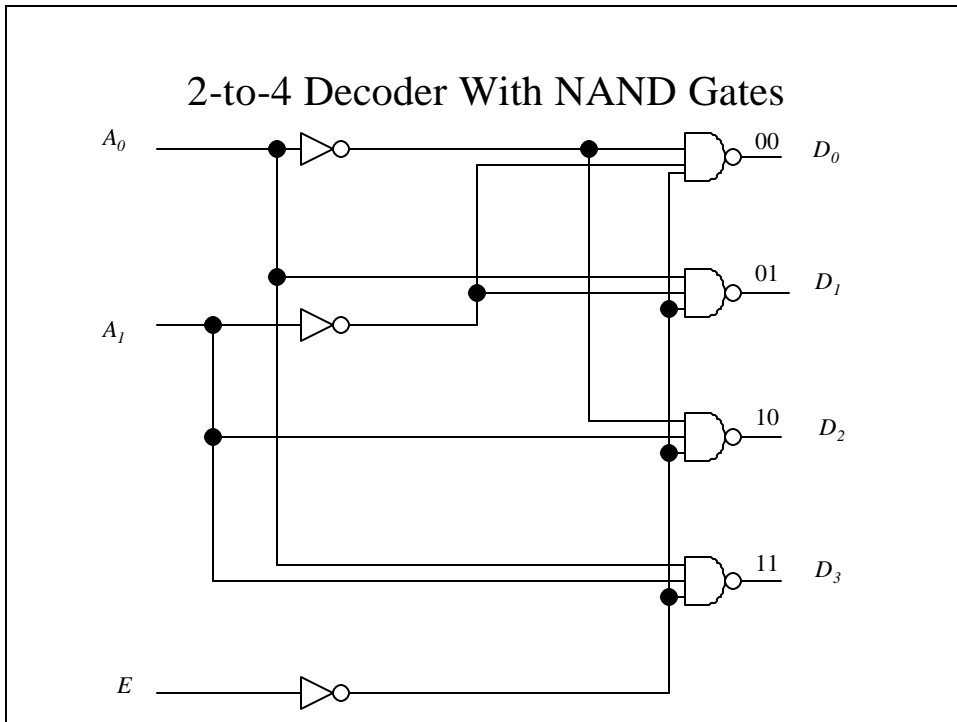 2-to-4 Decoder With NAND Gates
A₀ 00 D₀
01 D₁
A₁
10 D₂
11 D₃
E